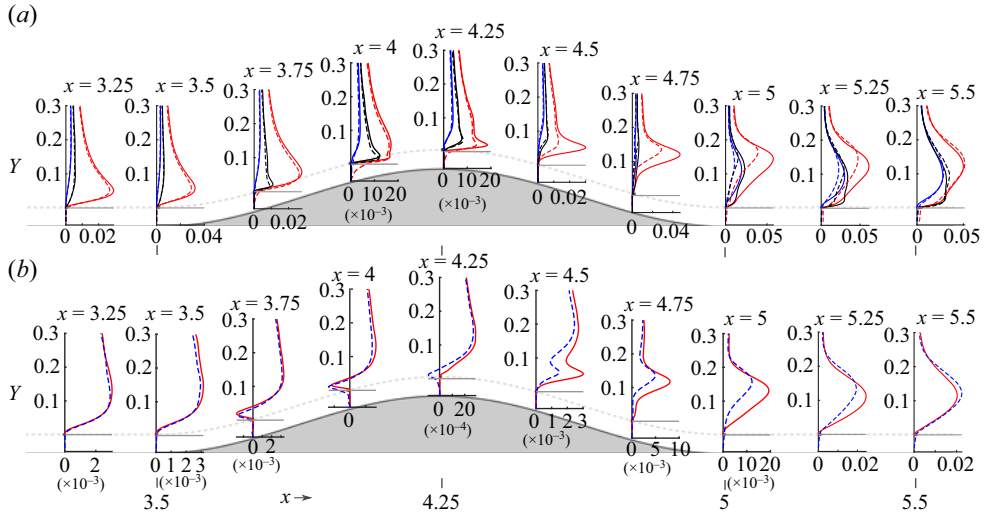 (a)
x = 3.25
x = 3.5
x = 3.75
x = 4
x = 4.25
x = 4.5
x = 4.75
x = 5
x = 5.25
x = 5.5
Y
0.3 0.2 0.1
0.3 0.2 0.1
0.3 0.2 0.1
0.3 0.2 0.1
0.3 0.2 0.1
0.3 0.2 0.1
0.3 0.2 0.1
0.3 0.2 0.1
0.3 0.2 0.1
0.3 0.2 0.1
0 0.02
0 0.04
0 0.02
0 10 20
(×10⁻³)
0 10 20
(×10⁻³)
0 0.02
0 0.04
0 0.05
0 0.05
0 0.05
(b)
x = 3.25
x = 3.5
x = 3.75
x = 4
x = 4.25
x = 4.5
x = 4.75
x = 5
x = 5.25
x = 5.5
Y
0.3 0.2 0.1
0.3 0.2 0.1
0.3 0.2 0.1
0.3 0.2 0.1
0.3 0.2 0.1
0.3 0.2 0.1
0.3 0.2 0.1
0.3 0.2 0.1
0.3 0.2 0.1
0.3 0.2 0.1
0 2
(×10⁻³)
0 1 2 3
(×10⁻³)
0 2
(×10⁻³)
0
0 20
(×10⁻⁴)
0 1 2 3
(×10⁻³)
0 5 10
(×10⁻³)
0 10 20
(×10⁻³)
0 0.02
0 0.02
x →
3.5
4.25
5
5.5